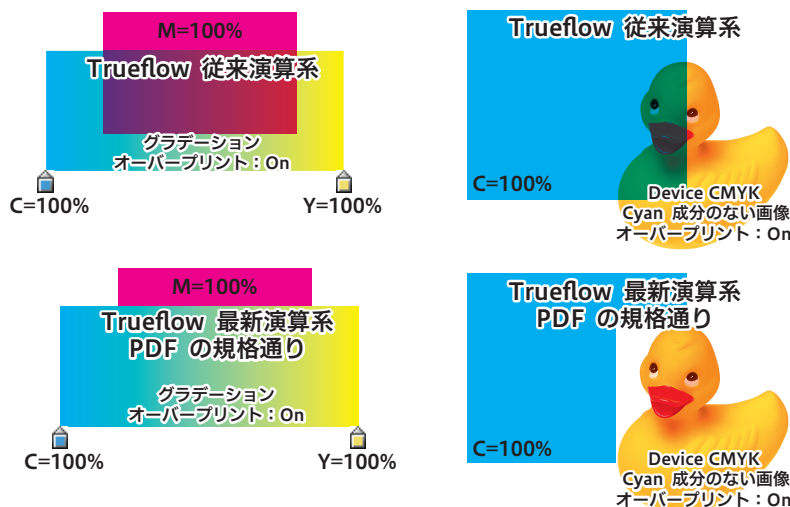 M=100%
Trueflow 従来演算系
グラデーション
オーバープリント：On
C=100%
Y=100%
Trueflow 従来演算系
C=100%
Device CMYK
Cyan 成分のない画像
オーバープリント：On
M=100%
Trueflow 最新演算系
PDF の規格通り
グラデーション
オーバープリント：On
C=100%
Y=100%
Trueflow 最新演算系
PDF の規格通り
C=100%
Device CMYK
Cyan 成分のない画像
オーバープリント：On